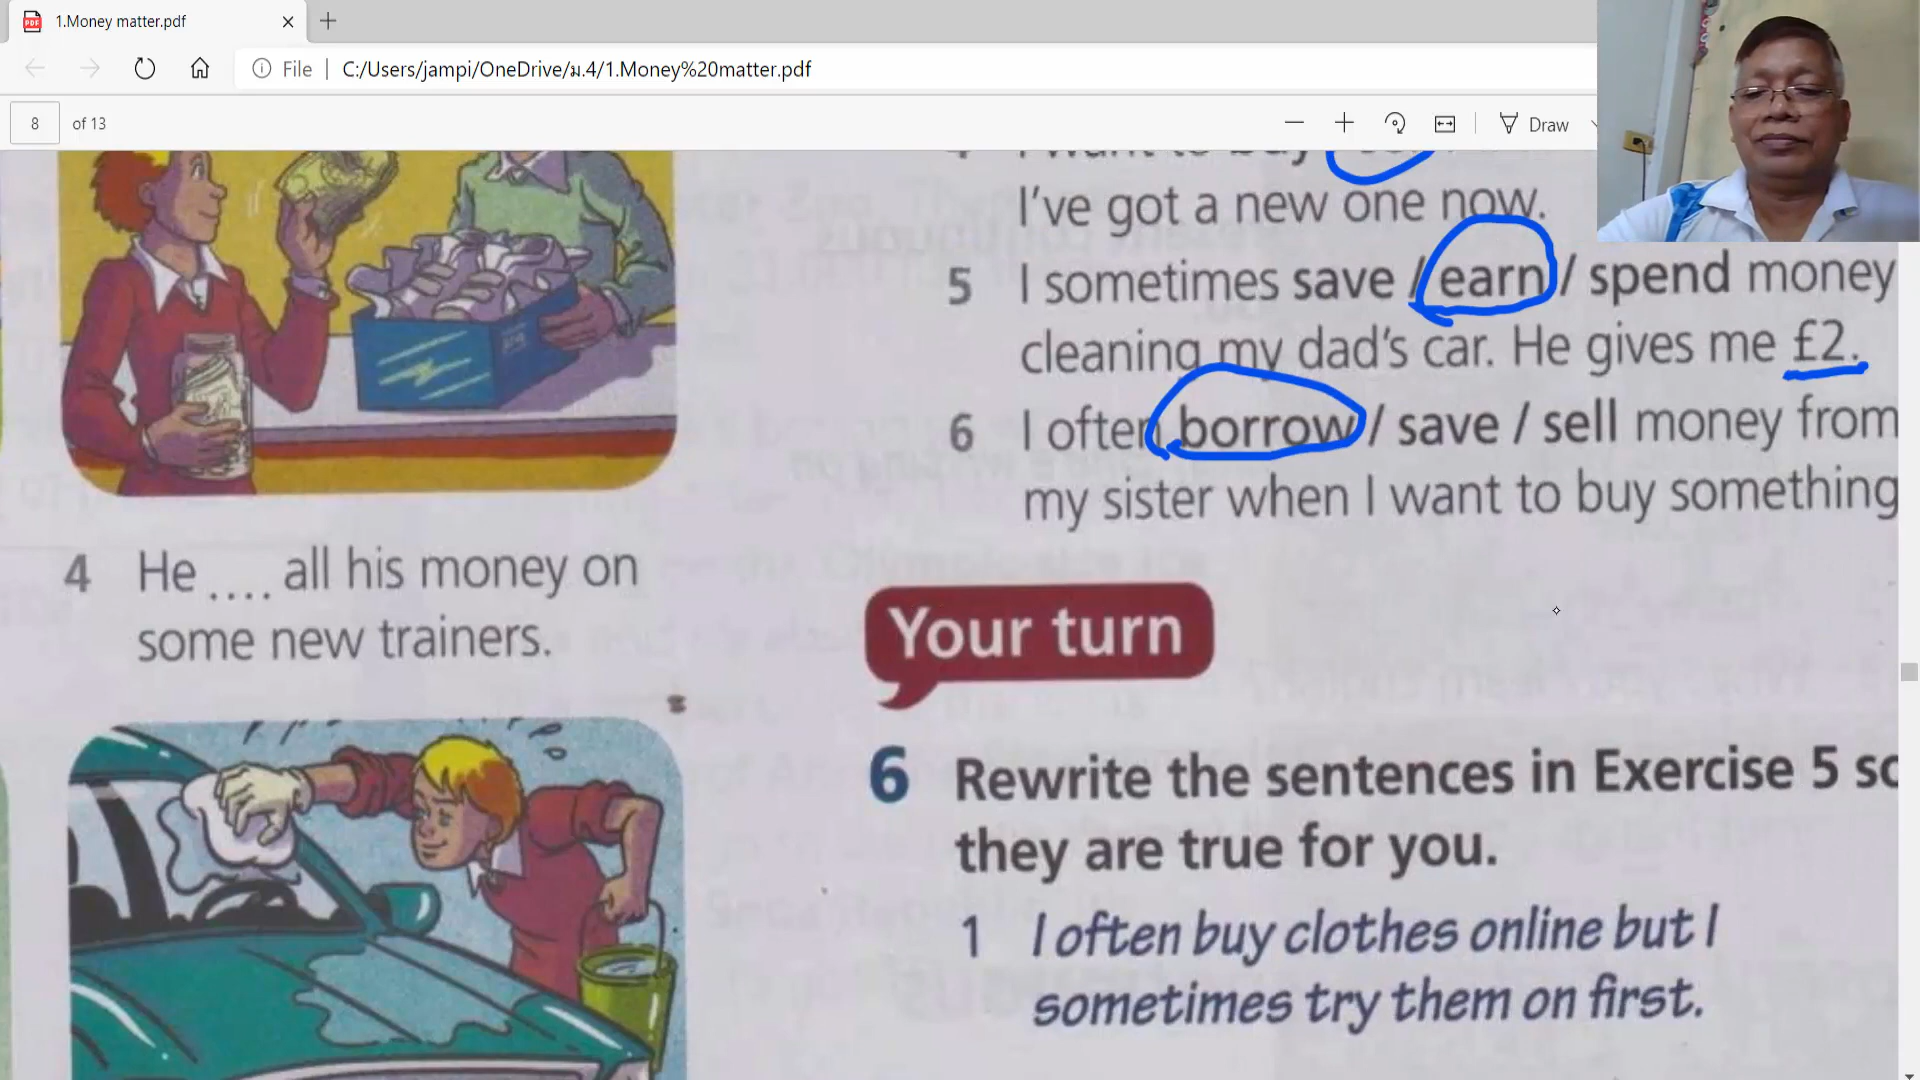 1.Money matter.pdf
File
C:/Users/jampi/OneDrive/ม.4/1.Money%20matter.pdf
8 of 13
Draw
I want to buy
I've got a new one now.
5 I sometimes save / earn / spend money
cleaning my dad's car. He gives me £2.
6 I often borrow / save / sell money from
my sister when I want to buy something
4 He .... all his money on
some new trainers.
Your turn
6 Rewrite the sentences in Exercise 5 so
they are true for you.
1 I often buy clothes online but I
sometimes try them on first.